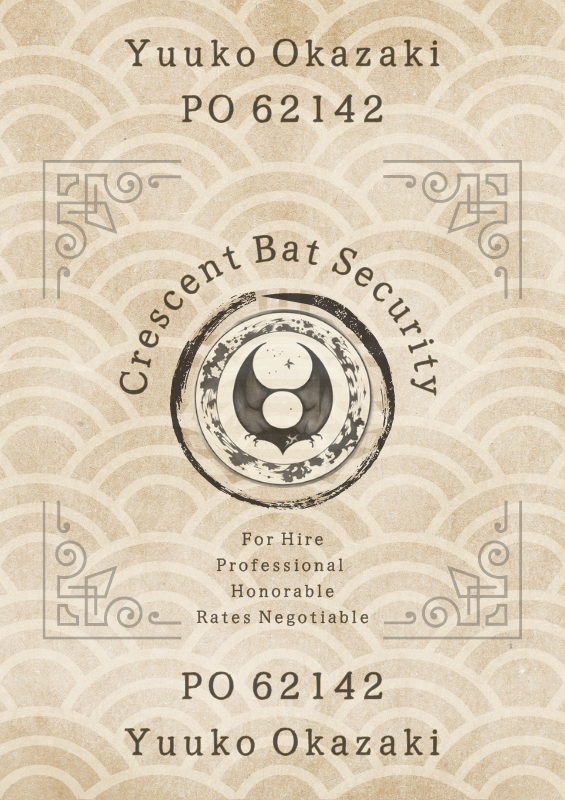 Yuuko Okazaki
PO 62142
Crescent Bat Security
For Hire
Professional
Honorable
Rates Negotiable
PO 62142
Yuuko Okazaki